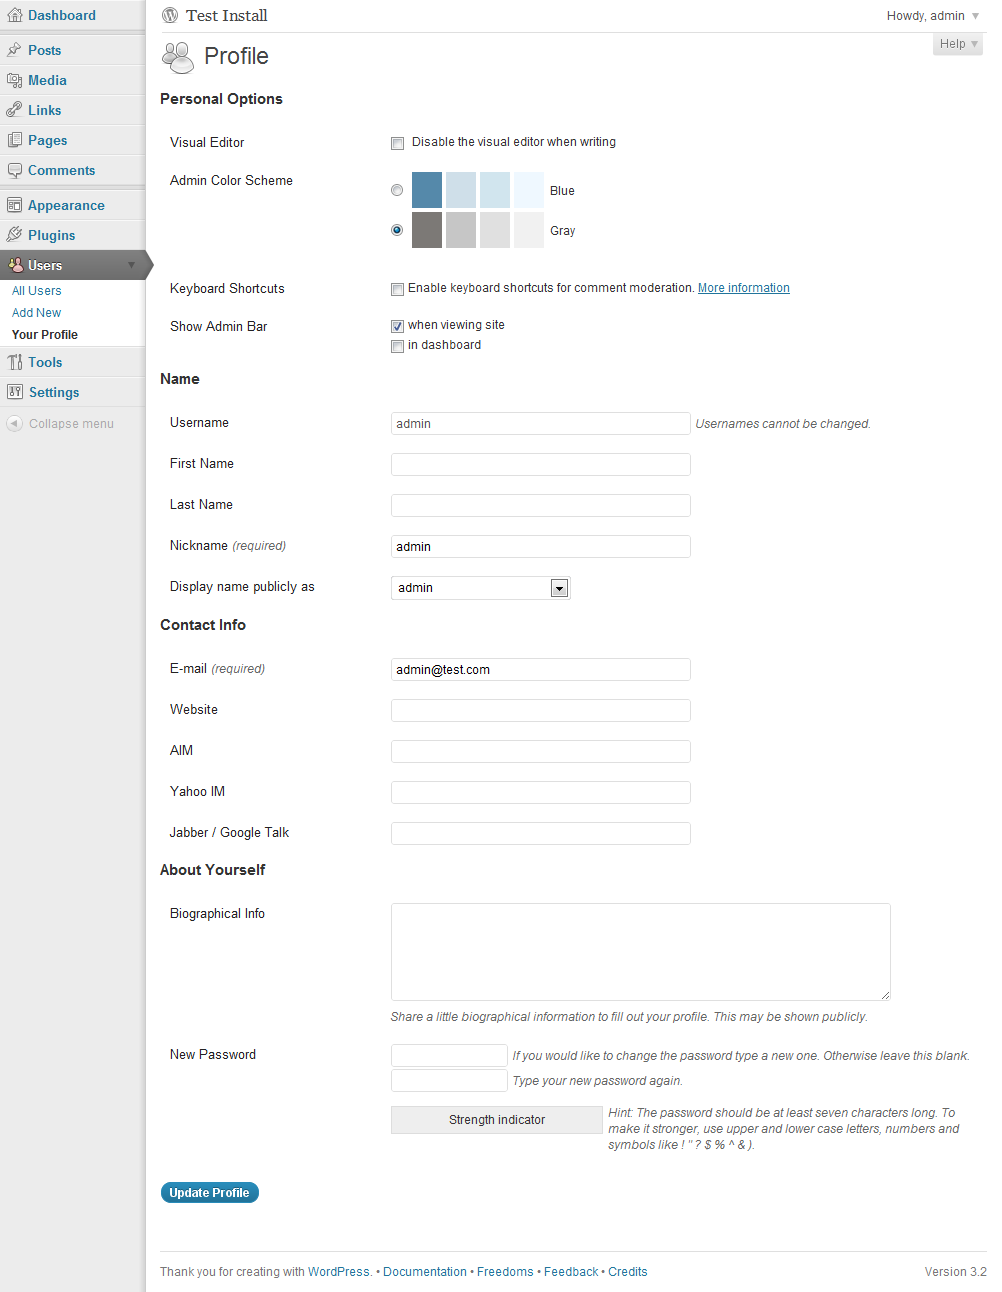 Dashboard
Posts
Media
Links
Pages
Comments
Appearance
Plugins
Users
All Users
Add New
Your Profile
Tools
Settings
Collapse menu
Test Install
Howdy, admin
Help
Profile
Personal Options
Visual Editor
Disable the visual editor when writing
Admin Color Scheme
Blue
Gray
Keyboard Shortcuts
Enable keyboard shortcuts for comment moderation. More information
Show Admin Bar
when viewing site
in dashboard
Name
Username
admin
Usernames cannot be changed.
First Name
Last Name
Nickname (required)
admin
Display name publicly as
admin
Contact Info
E-mail (required)
admin@test.com
Website
AIM
Yahoo IM
Jabber / Google Talk
About Yourself
Biographical Info
Share a little biographical information to fill out your profile. This may be shown publicly.
New Password
If you would like to change the password type a new one. Otherwise leave this blank.
Type your new password again.
Strength indicator
Hint: The password should be at least seven characters long. To
make it stronger, use upper and lower case letters, numbers and
symbols like ! " ? $ % ^ & ).
Update Profile
Thank you for creating with WordPress. • Documentation • Freedoms • Feedback • Credits
Version 3.2